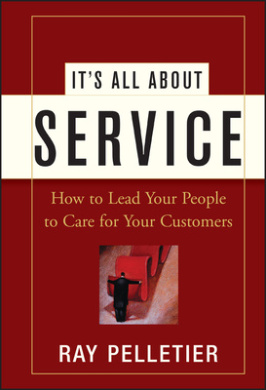 IT'S ALL ABOUT
SERVICE
How to Lead Your People
to Care for Your Customers
RAY PELLETIER